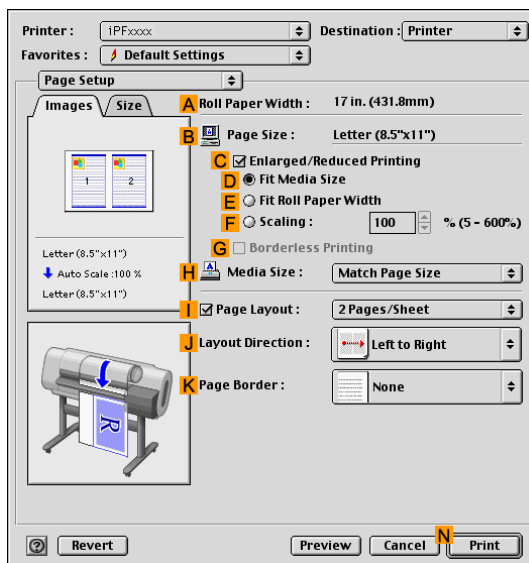 Printer : iPFxxxx Destination : Printer
Favorites : Default Settings
Page Setup
Images Size
A Roll Paper Width : 17 in. (431.8mm)
B Page Size : Letter (8.5"x11")
C Enlarged/Reduced Printing
D Fit Media Size
E Fit Roll Paper Width
F Scaling : 100 % (5 - 600%)
G Borderless Printing
H Media Size : Match Page Size
1 2
Letter (8.5"x11")
Auto Scale :100 %
Letter (8.5"x11")
I Page Layout : 2 Pages/Sheet
J Layout Direction : Left to Right
K Page Border : None
R
? Revert Preview Cancel N Print